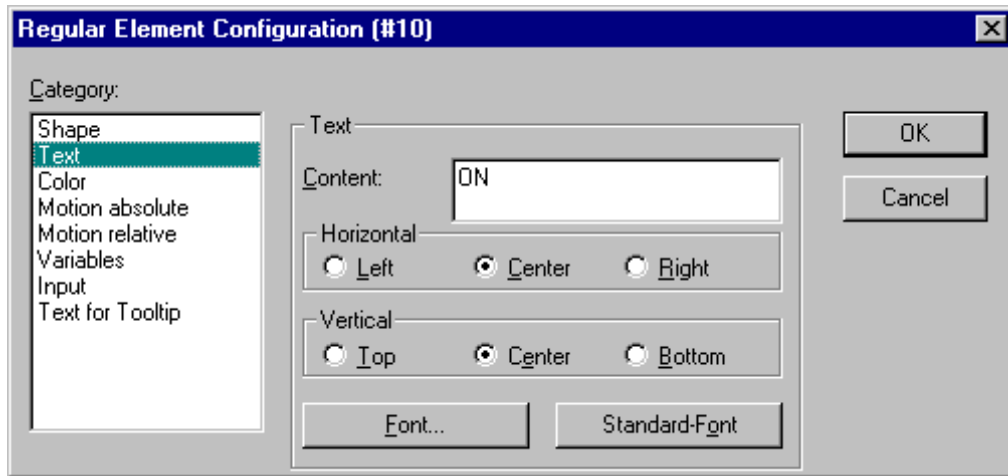 Regular Element Configuration (#10)
Category:
Shape
Text
Color
Motion absolute
Motion relative
Variables
Input
Text for Tooltip
Text
Content: ON
Horizontal
Left Center Right
Vertical
Top Center Bottom
Font... Standard-Font
OK
Cancel